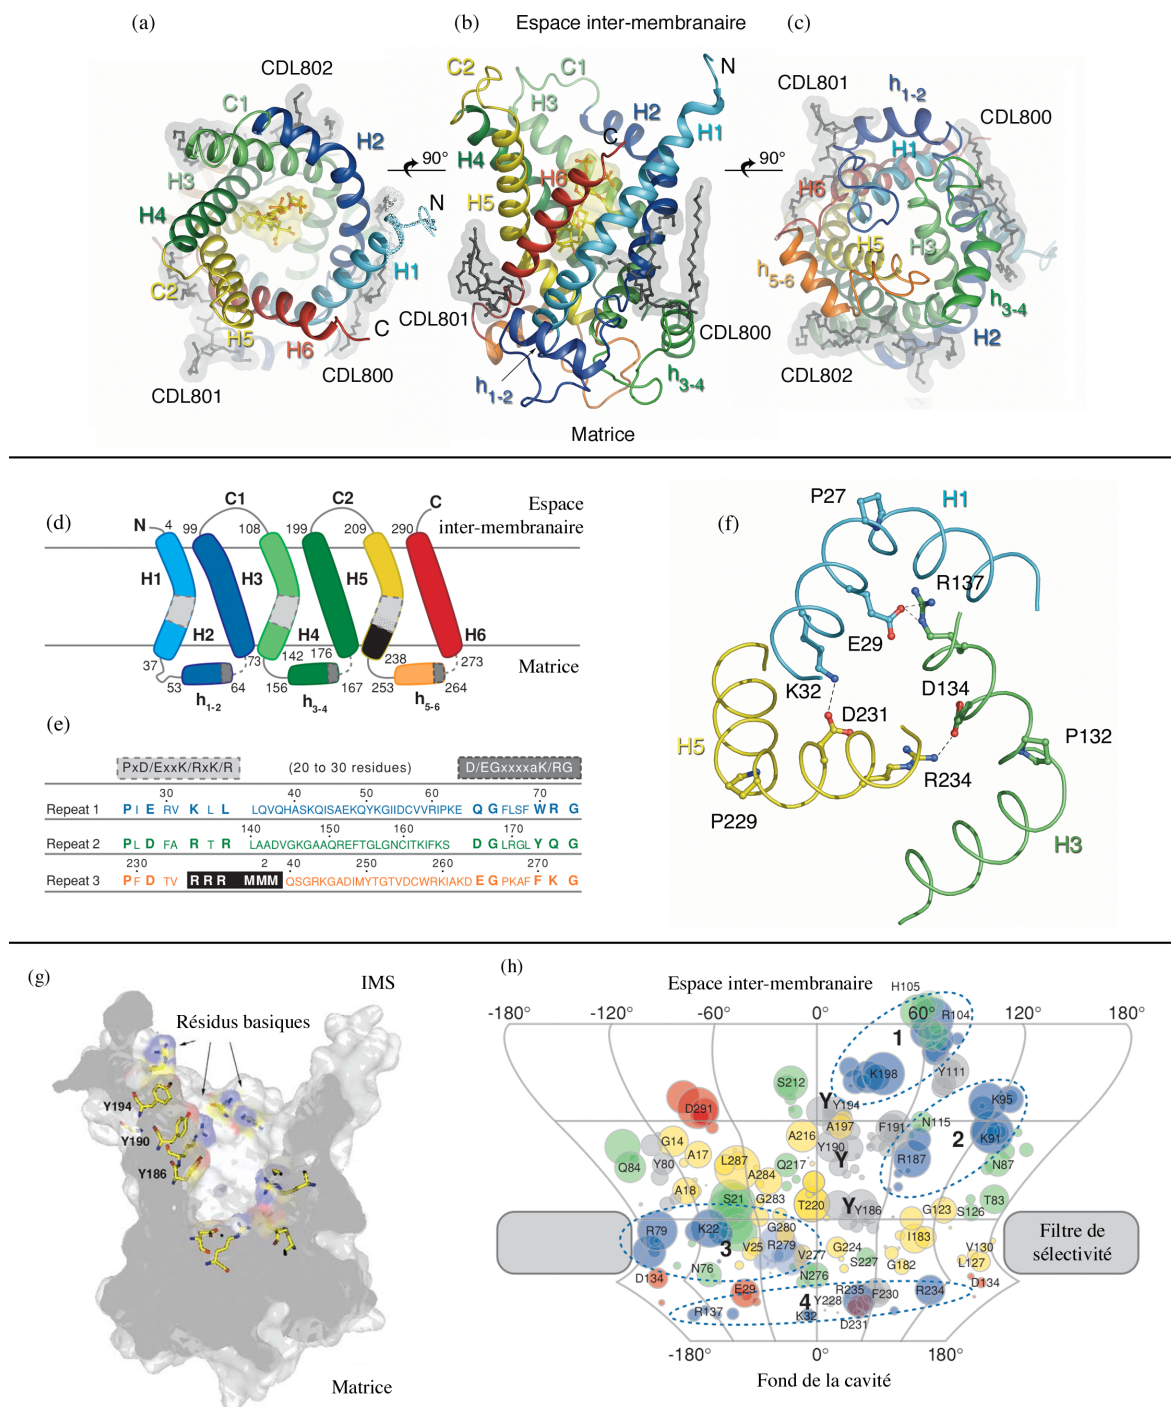 (a)
(b)
Espace inter-membranaire
(c)
CDL802
C1
H2
H3
H4
N
H1
C2
H5
H6
C
CDL801
CDL800
90°
C2
C1
N
H3
H2
H1
H4
C
H6
H5
CDL801
CDL800
h1-2
h3-4
Matrice
90°
CDL801
h1-2
CDL800
H1
H6
H5
H3
h5-6
h3-4
H2
CDL802
(d)
C1
C2
C
Espace
inter-membranaire
N
4
99
108
199
209
290
H1
H3
H5
H2
H4
H6
Matrice
37
53
64
73
142
176
156
167
238
253
264
273
h1-2
h3-4
h5-6
(e)
PxD/ExxK/RxK/R
(20 to 30 residues)
D/EGxxxxaK/RG
30 40 50 60 70
Repeat 1 P I E RV K L L LQVQHASKQISAEKQYKGIIDCVVRIPKE Q G FLSF W R G
140 150 160 170
Repeat 2 P L D FA R T R LAADVGKGAAQREFTGLGNCITKIFKS D G LRGL Y Q G
230 2 40 250 260 270
Repeat 3 P F D TV RRR MMM QSGRKGADIMYTGTVDCWRKIAKD E G PKAF F K G
(f)
P27
H1
R137
E29
K32
D134
D231
H5
P132
R234
P229
H3
(g)
IMS
Résidus basiques
Y194
Y190
Y186
Matrice
(h)
Espace inter-membranaire
H105
-180° -60° 0° 60° 120° 180°
R104
1
K198
Y111
S212
Y
Y194
K95
D291
A197
F191
N115
2
K91
A216
Y190
G14
Y80
A17
Q84
L287
Q217
Y
R187
N87
A284
A18
S21
G283
T220
Y
Y186
G123
S126
T83
R79
K22
G280
3
V25
R279
V277
G224
I183
V130
Filtre de
sélectivité
S227
G182
L127
D134
N76
N276
D134
E29
R235
F230
R234
4
Y228
R137
K32
D231
-180° 0° 180°
Fond de la cavité